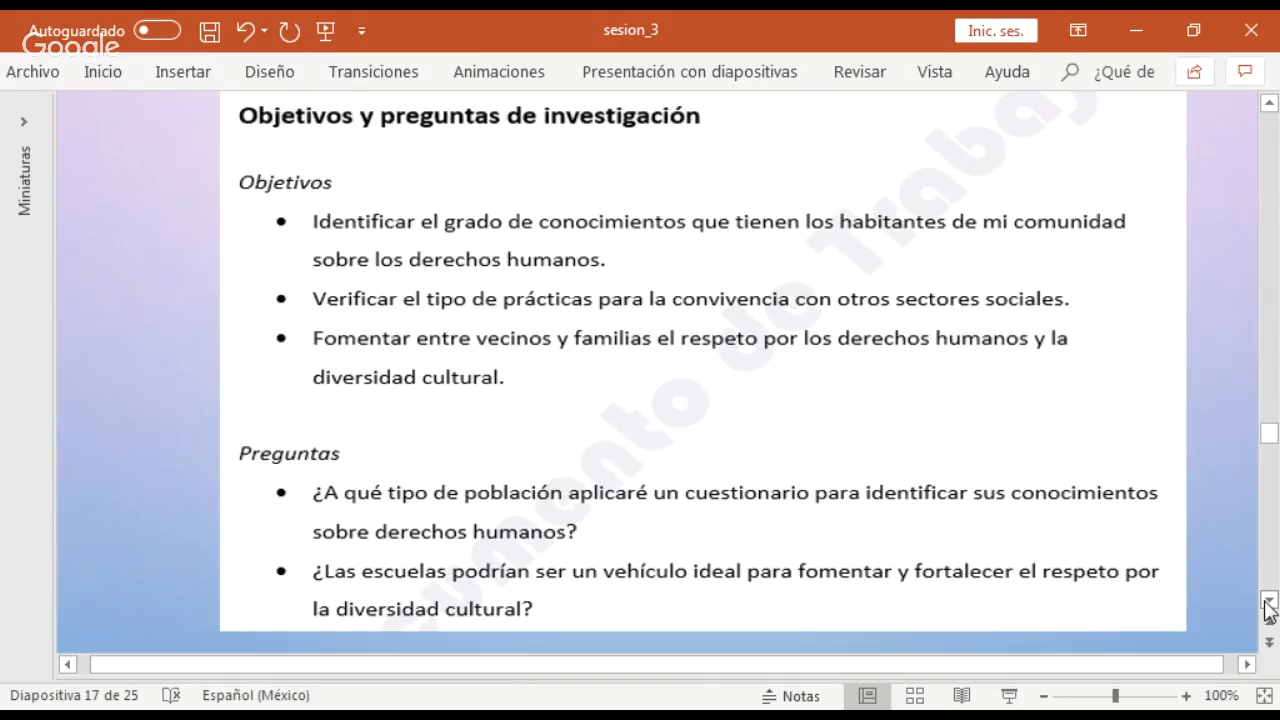 Autoguardado
sesion_3
Inic. ses.
Google
Archivo Inicio Insertar Diseño Transiciones Animaciones Presentación con diapositivas Revisar Vista Ayuda ¿Qué de
Miniaturas
Objetivos y preguntas de investigación
Objetivos
• Identificar el grado de conocimientos que tienen los habitantes de mi comunidad
sobre los derechos humanos.
• Verificar el tipo de prácticas para la convivencia con otros sectores sociales.
• Fomentar entre vecinos y familias el respeto por los derechos humanos y la
diversidad cultural.
Preguntas
• ¿A qué tipo de población aplicaré un cuestionario para identificar sus conocimientos
sobre derechos humanos?
• ¿Las escuelas podrían ser un vehículo ideal para fomentar y fortalecer el respeto por
la diversidad cultural?
Diapositiva 17 de 25 Español (México) Notas 100%